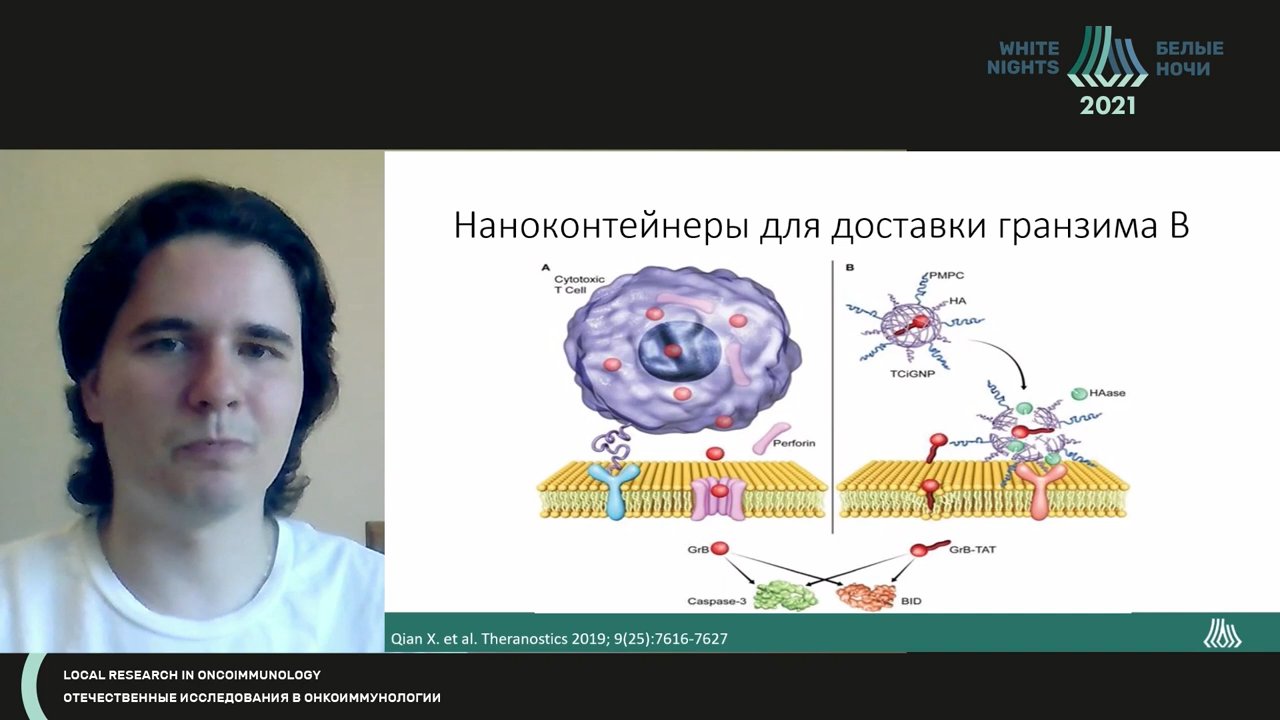 WHITE
NIGHTS
БЕЛЫЕ
НОЧИ
2021
Наноконтейнеры для доставки гранзима В
A
Cytotoxic
T Cell
Perforin
B
PMPC
HA
TCiGNP
HAase
GrB
GrB-TAT
Caspase-3
BID
Qian X. et al. Theranostics 2019; 9(25):7616-7627
LOCAL RESEARCH IN ONCOIMMUNOLOGY
ОТЕЧЕСТВЕННЫЕ ИССЛЕДОВАНИЯ В ОНКОИММУНОЛОГИИ